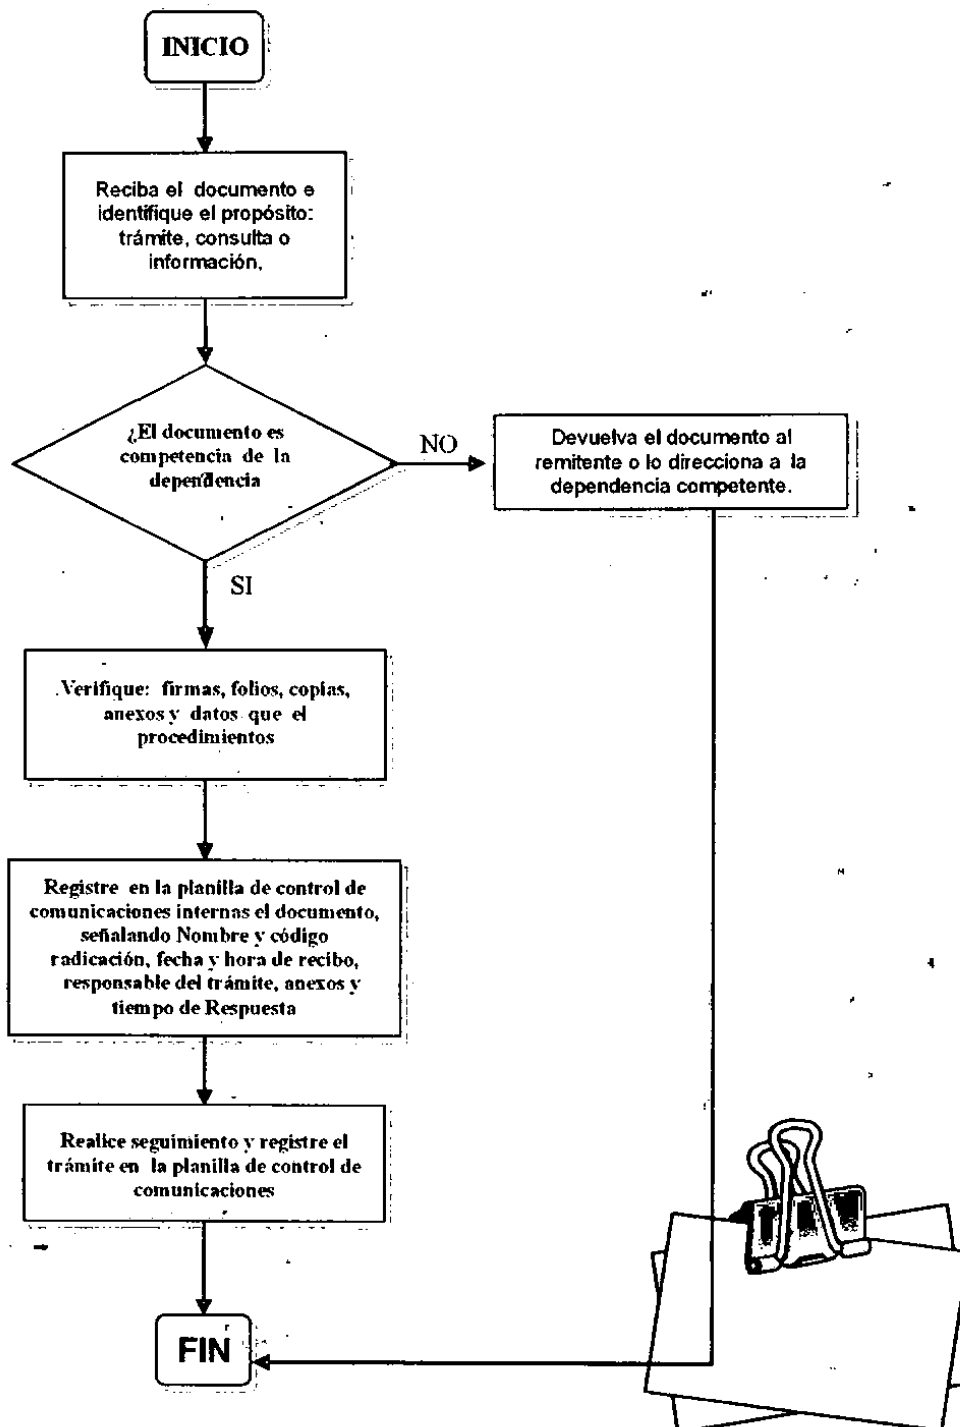 INICIO
Reciba el documento e
identifique el propósito:
trámite, consulta o
información,
¿El documento es
competencia de la
dependencia
NO
Devuelva el documento al
remitente o lo direcciona a la
dependencia competente.
SI
Verifique: firmas, folios, copias,
anexos y datos que el
procedimientos
Registre en la planilla de control de
comunicaciones internas el documento,
señalando Nombre y código
radicación, fecha y hora de recibo,
responsable del trámite, anexos y
tiempo de Respuesta
Realice seguimiento y registre el
trámite en la planilla de control de
comunicaciones
FIN